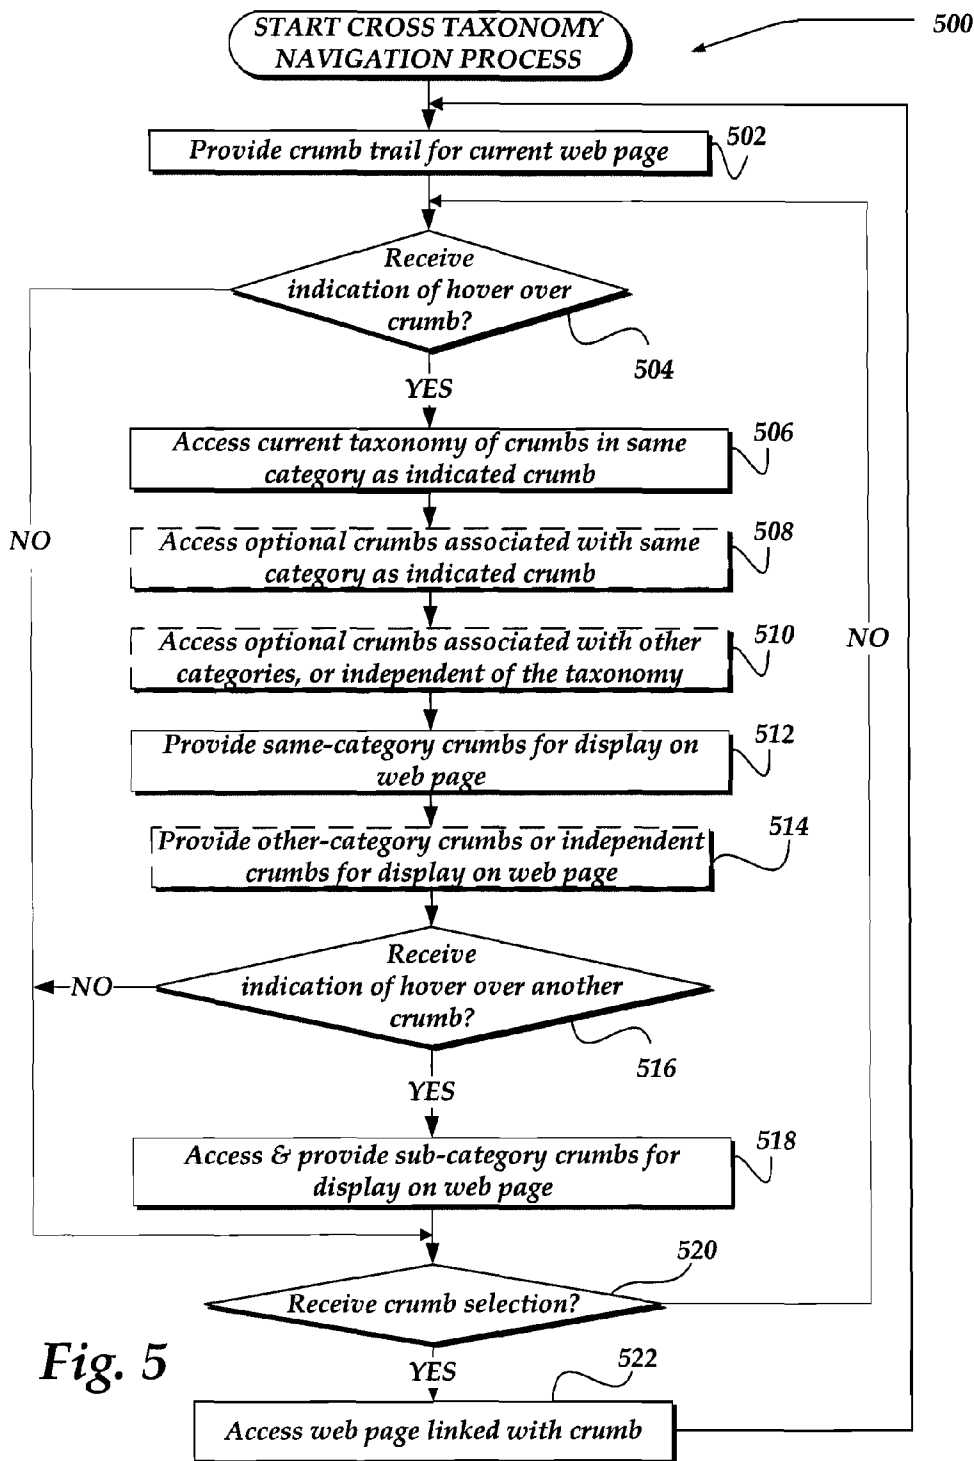 START CROSS TAXONOMY
NAVIGATION PROCESS
500
Provide crumb trail for current web page
502
Receive
indication of hover over
crumb?
504
YES
Access current taxonomy of crumbs in same
category as indicated crumb
506
NO
Access optional crumbs associated with same
category as indicated crumb
508
Access optional crumbs associated with other
categories, or independent of the taxonomy
510
NO
Provide same-category crumbs for display on
web page
512
Provide other-category crumbs or independent
crumbs for display on web page
514
Receive
indication of hover over another
crumb?
NO
516
YES
Access & provide sub-category crumbs for
display on web page
518
Receive crumb selection?
520
Fig. 5
YES
522
Access web page linked with crumb